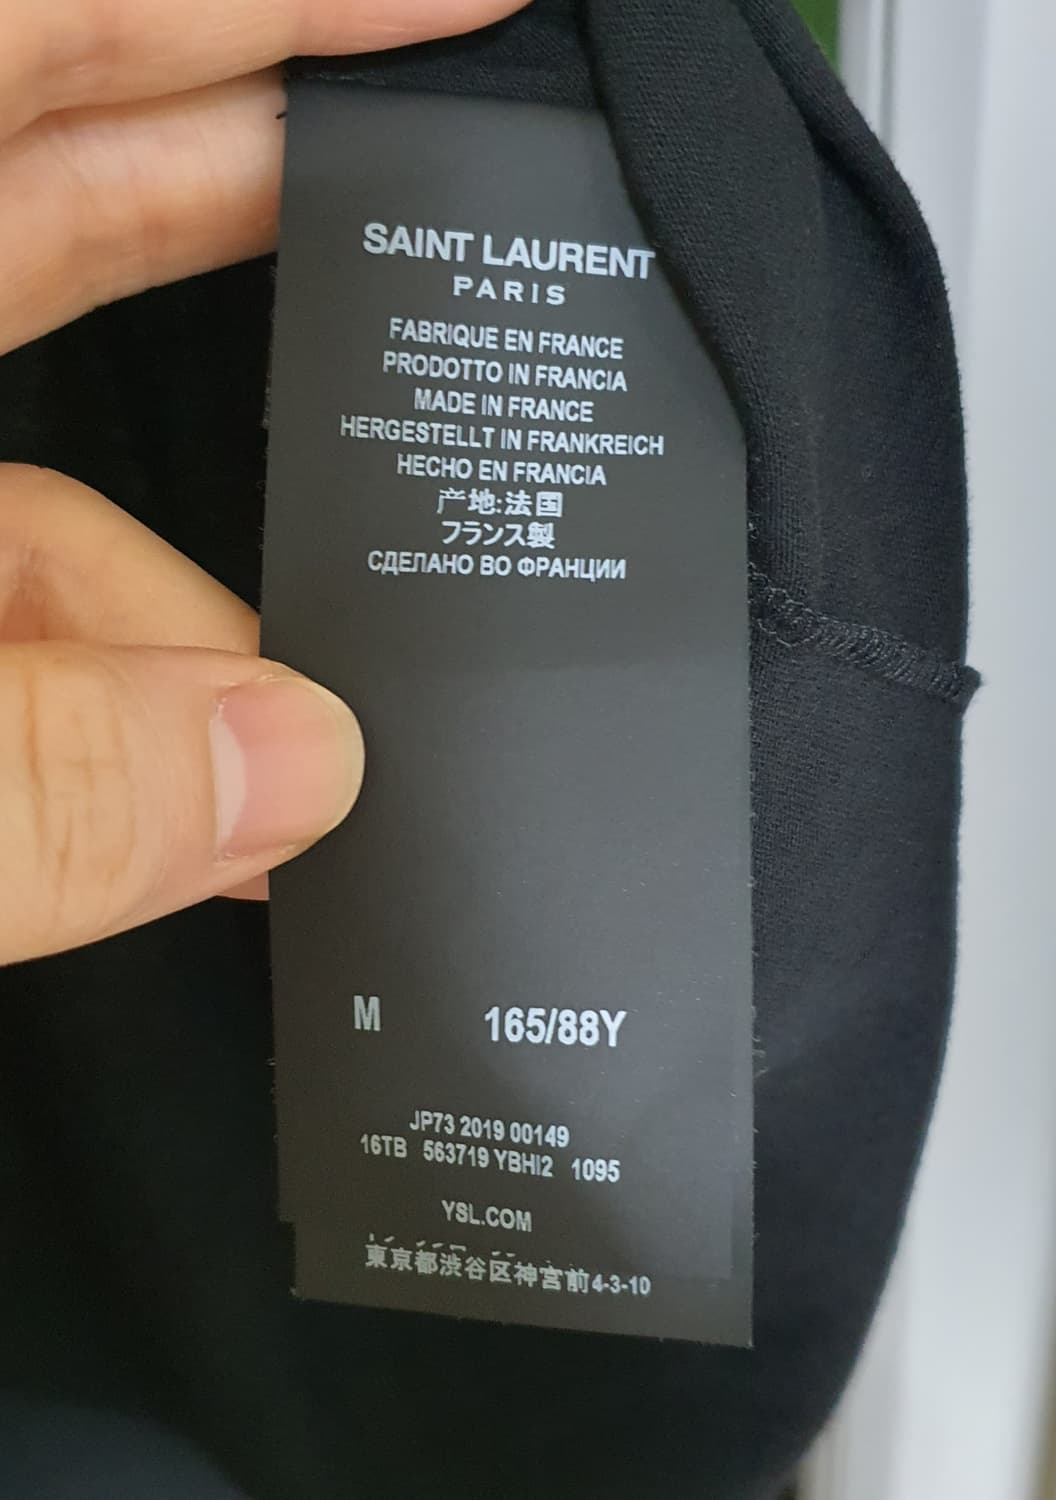 SAINT LAURENT
PARIS
FABRIQUE EN FRANCE
PRODOTTO IN FRANCIA
MADE IN FRANCE
HERGESTELLT IN FRANKREICH
HECHO EN FRANCIA
产地:法国
フランス製
СДЕЛАНО ВО ФРАНЦИИ
M 165/88Y
JP73 2019 00149
16TB 563719 YBHI2 1095
YSL.COM
東京都渋谷区神宮前4-3-10